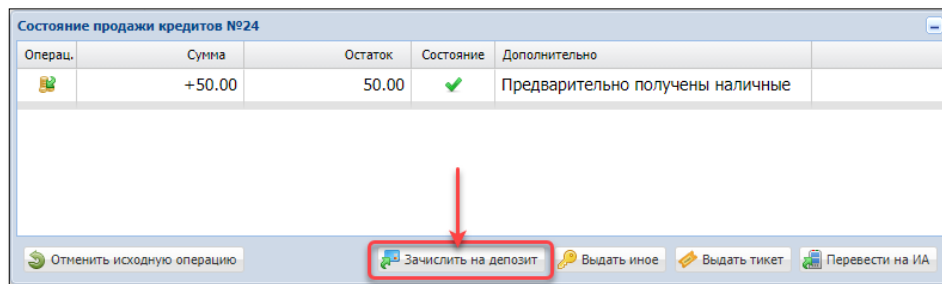 Состояние продажи кредитов №24
Операц. Сумма Остаток Состояние Дополнительно
+50.00 50.00 Предварительно получены наличные
Отменить исходную операцию Зачислить на депозит Выдать иное Выдать тикет Перевести на ИА